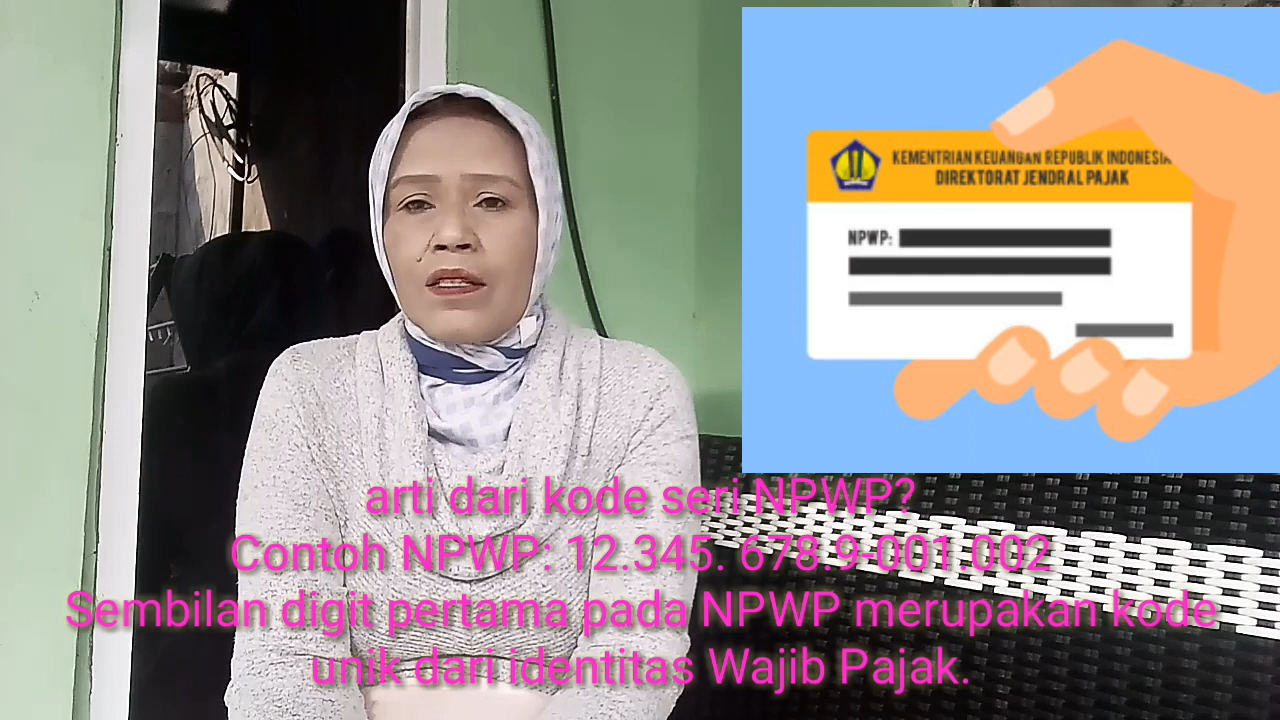 KEMENTRIAN KEUANGAN REPUBLIK INDONESIA
DIREKTORAT JENDRAL PAJAK
NPWP:
arti dari kode seri NPWP?
Contoh NPWP: 12.345. 678.9-001.002
Sembilan digit pertama pada NPWP merupakan kode
unik dari identitas Wajib Pajak.